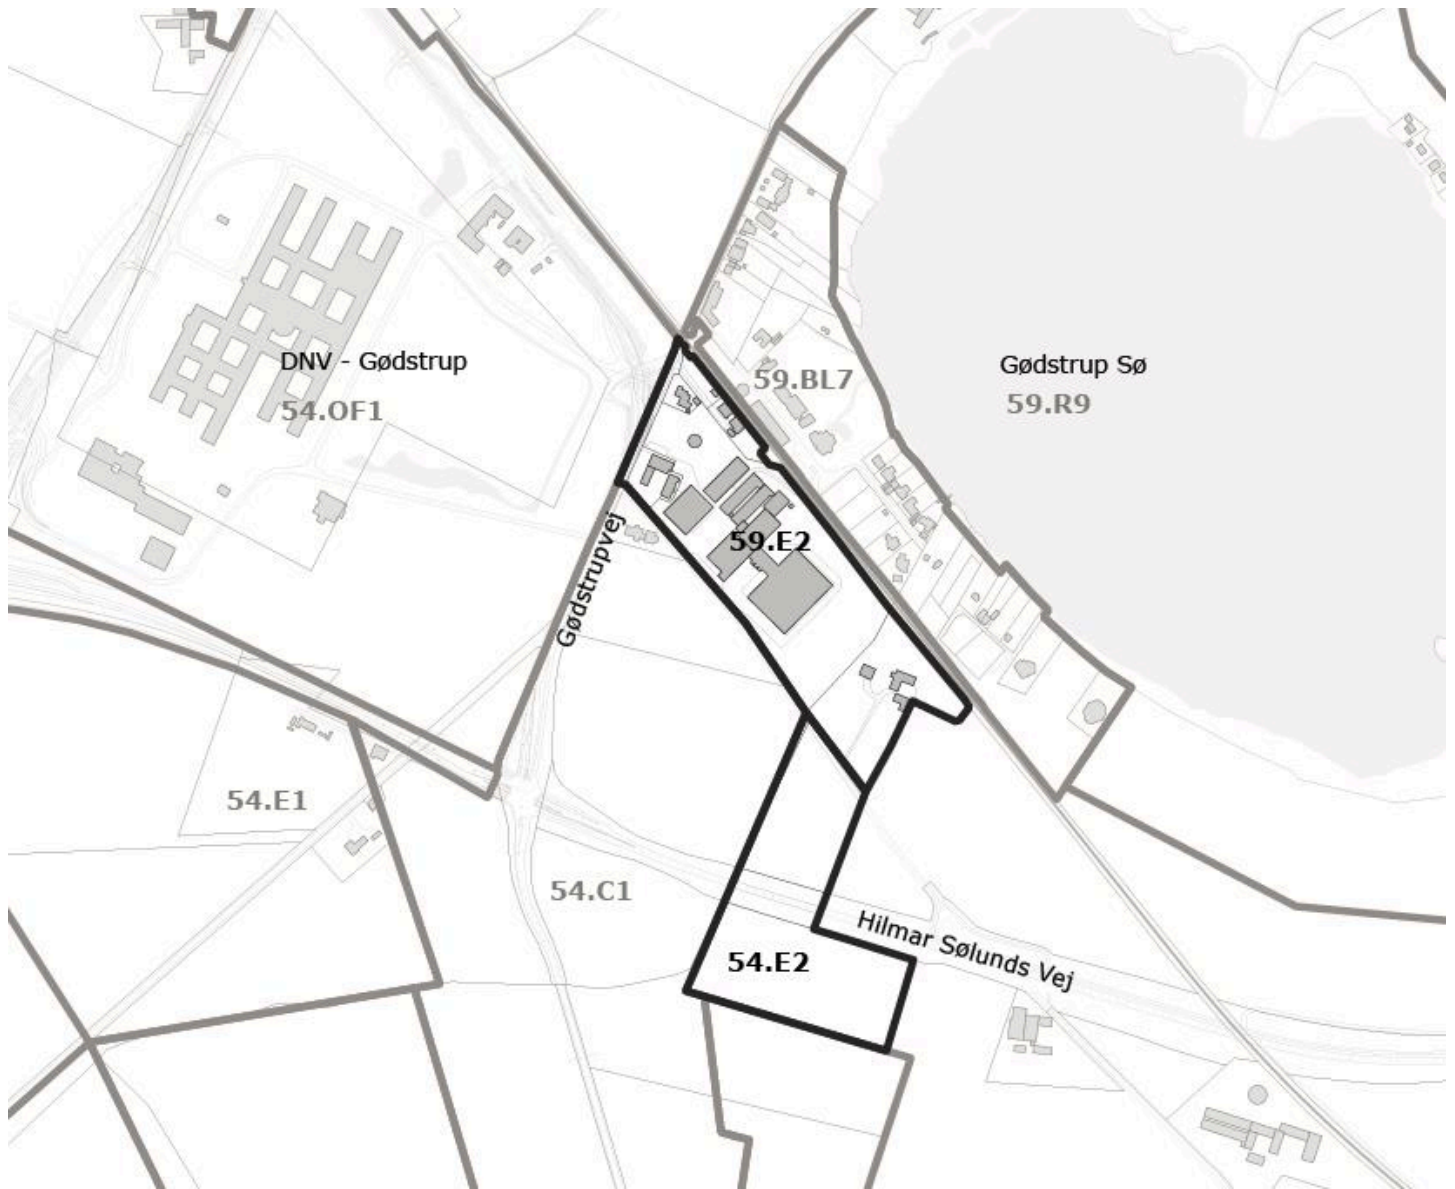 DNV - Gødstrup
54.OF1
59.BL7
Gødstrup Sø
59.R9
59.E2
Gødstrupvej
54.E1
54.C1
Hilmar Sølunds Vej
54.E2